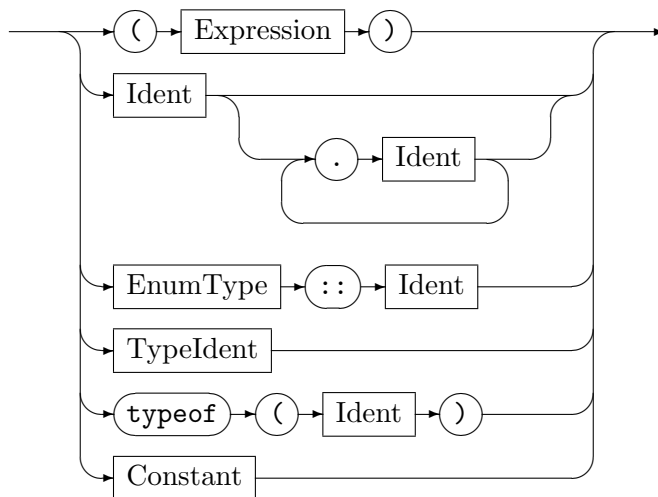 ( Expression )
Ident
. Ident
EnumType :: Ident
TypeIdent
typeof ( Ident )
Constant